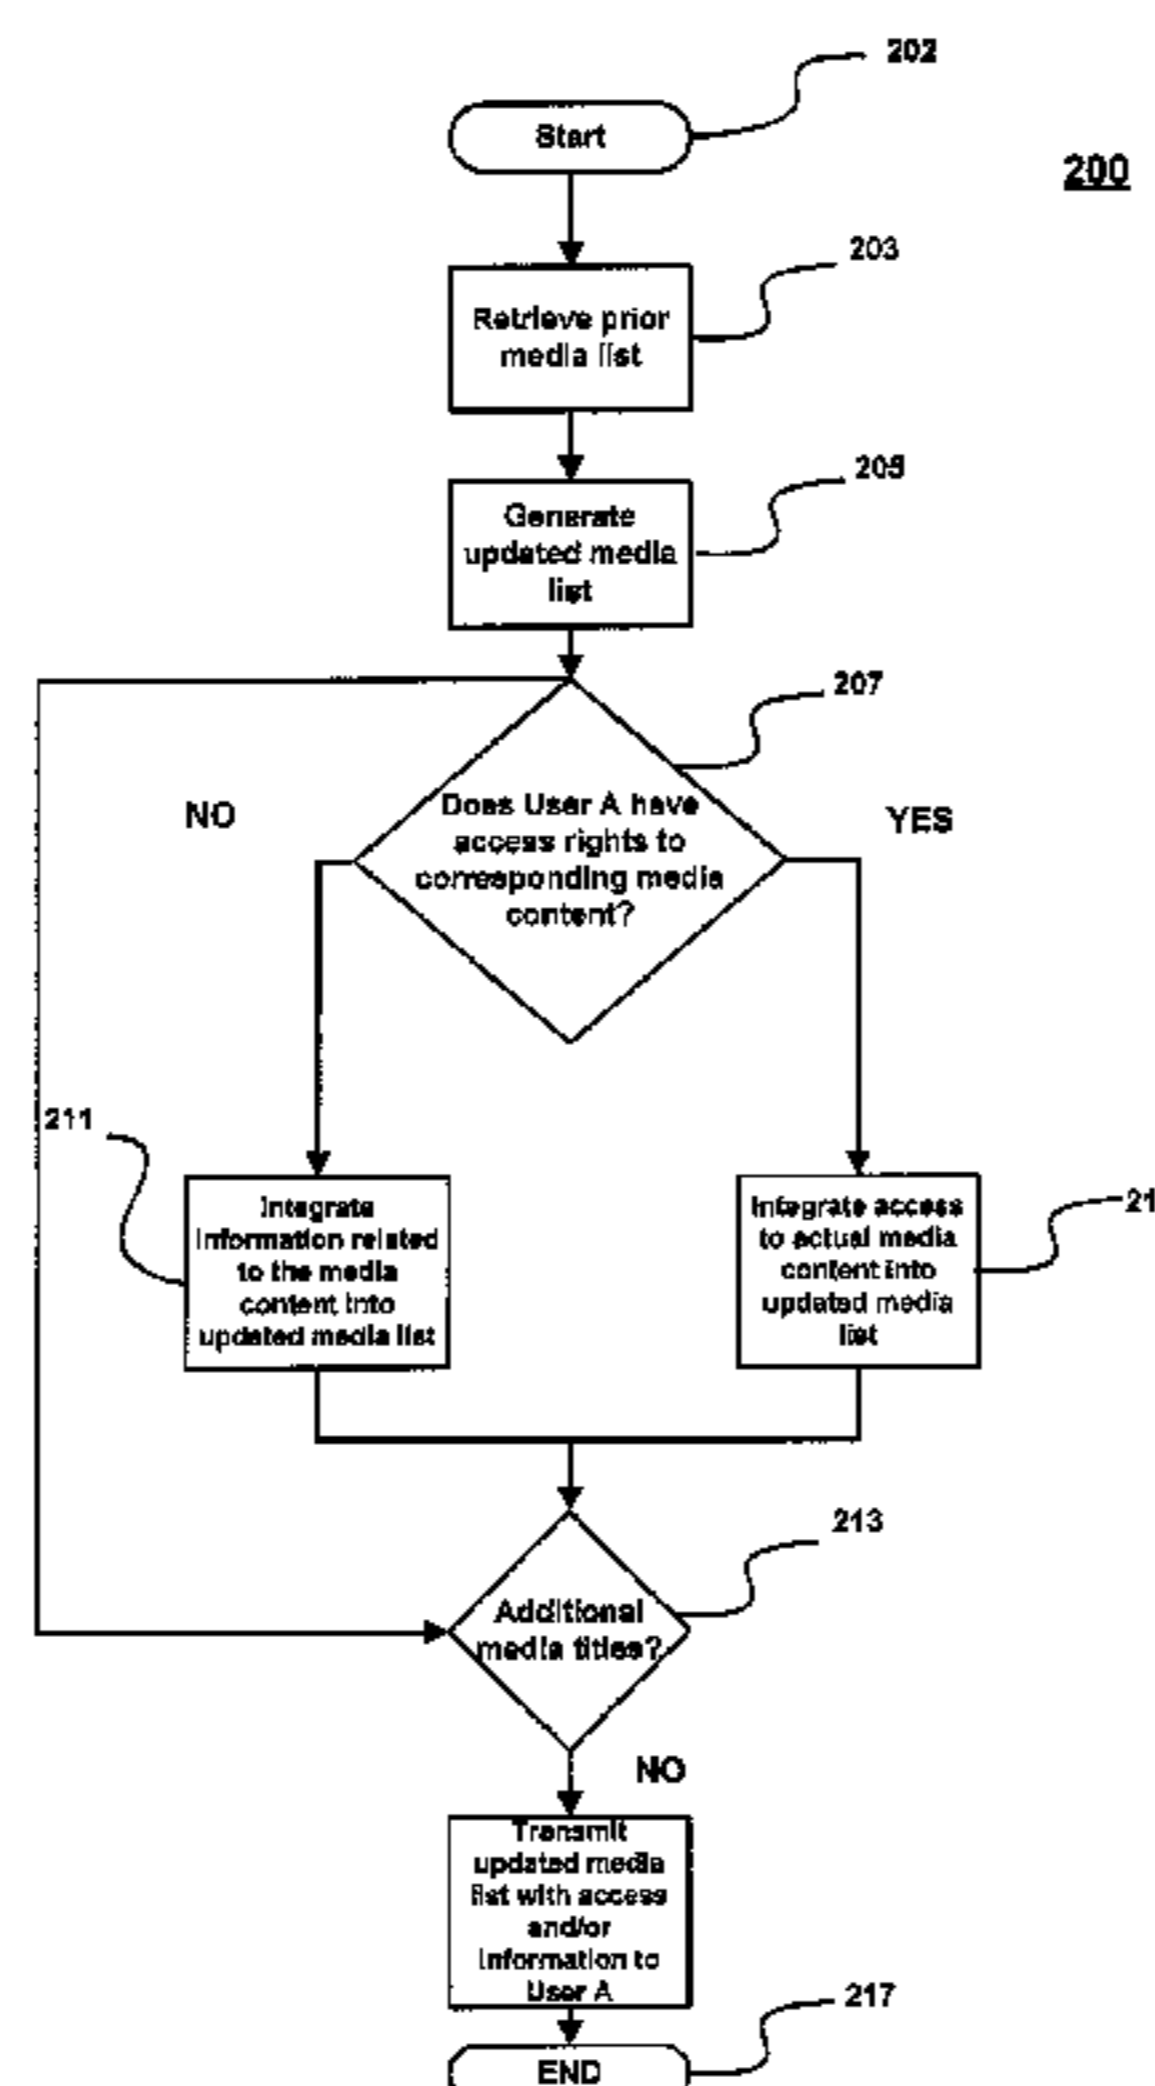 202
Start
200
203
Retrieve prior
media list
205
Generate
updated media
list
207
NO
YES
Does User A have
access rights to
corresponding media
content?
211
21
Integrate
information related
to the media
content into
updated media list
Integrate access
to actual media
content into
updated media
list
213
Additional
media titles?
NO
Transmit
updated media
list with access
and/or
information to
User A
217
END